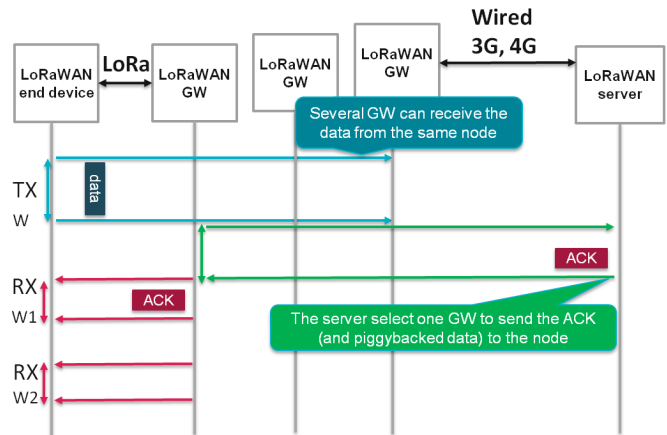 Wired
3G, 4G
LoRaWAN
end device
LoRa
LoRaWAN
GW
LoRaWAN
GW
LoRaWAN
GW
LoRaWAN
server
Several GW can receive the
data from the same node
TX
W
data
ACK
RX
W1
ACK
The server select one GW to send the ACK
(and piggybacked data) to the node
RX
W2